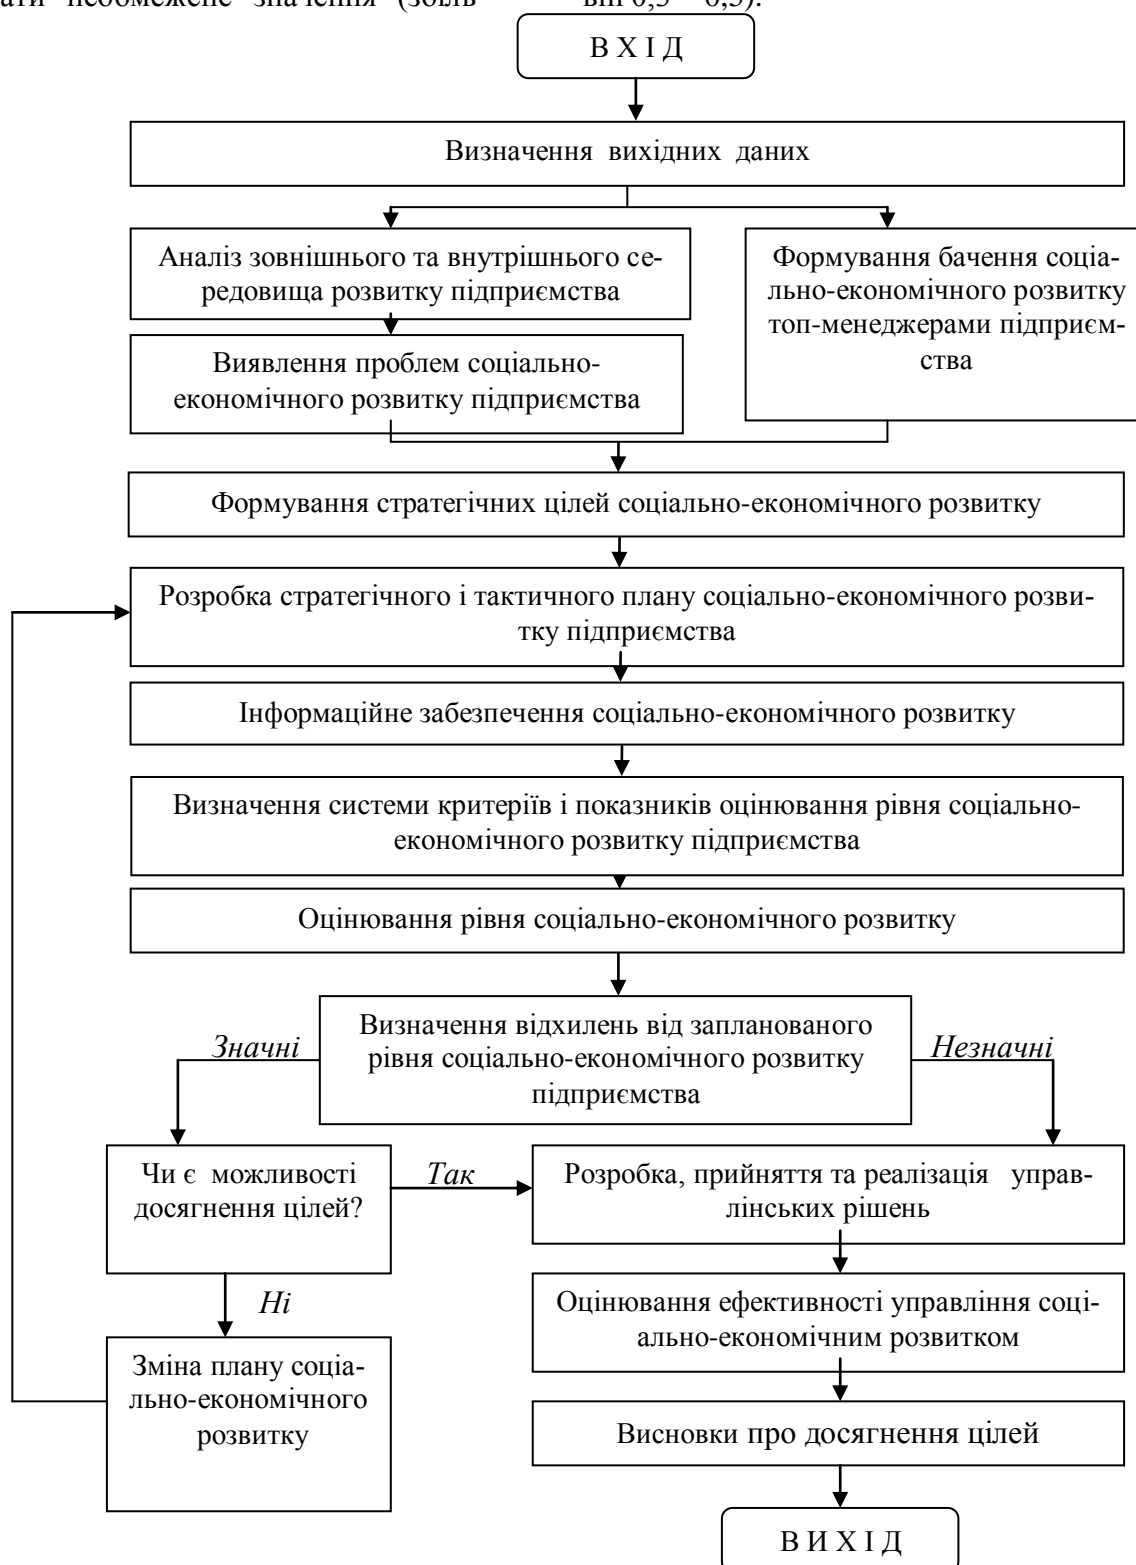 необмежене значення (збіль
В Х І Д
Визначення вихідних даних
Аналіз зовнішнього та внутрішнього се-
редовища розвитку підприємства
Формування бачення соціа-
льно-економічного розвитку
топ-менеджерами підприєм-
ства
Виявлення проблем соціально-
економічного розвитку підприємства
Формування стратегічних цілей соціально-економічного розвитку
Розробка стратегічного і тактичного плану соціально-економічного розви-
тку підприємства
Інформаційне забезпечення соціально-економічного розвитку
Визначення системи критеріїв і показників оцінювання рівня соціально-
економічного розвитку підприємства
Оцінювання рівня соціально-економічного розвитку
Визначення відхилень від запланованого
рівня соціально-економічного розвитку
підприємства
Значні
Незначні
Чи є можливості
досягнення цілей?
Так
Розробка, прийняття та реалізація управ-
лінських рішень
Ні
Оцінювання ефективності управління соці-
ально-економічним розвитком
Зміна плану соціа-
льно-економічного
розвитку
Висновки про досягнення цілей
В И Х І Д